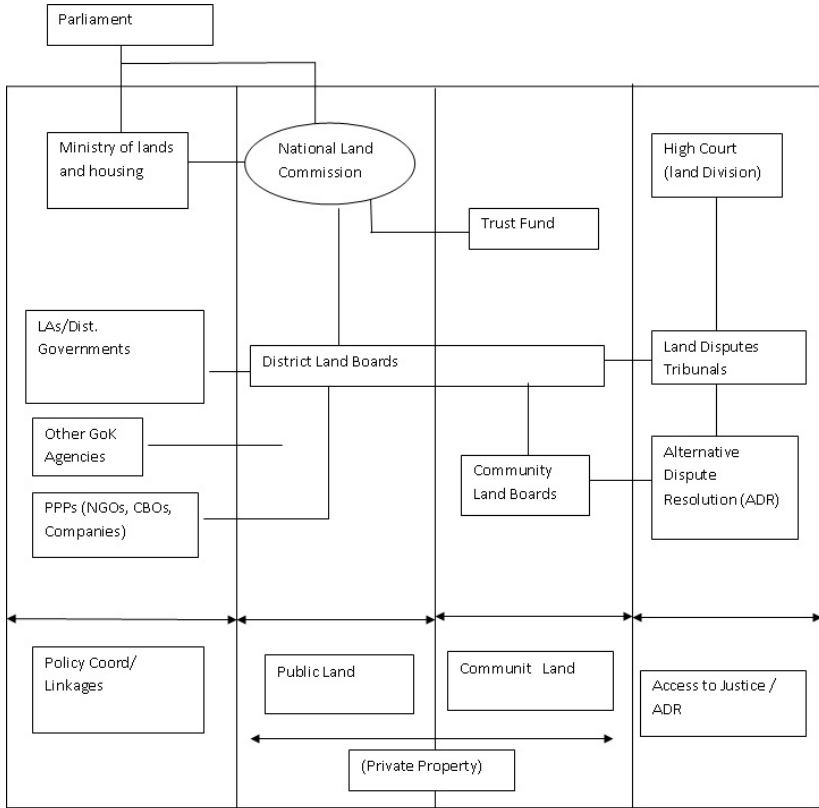 Parliament
Ministry of lands
and housing
National Land
Commission
High Court
(land Division)
Trust Fund
LAs/Dist.
Governments
District Land Boards
Land Disputes
Tribunals
Other GoK
Agencies
Community
Land Boards
Alternative
Dispute
Resolution (ADR)
PPPs (NGOs, CBOs,
Companies)
Policy Coord/
Linkages
Public Land
Communit Land
Access to Justice /
ADR
(Private Property)